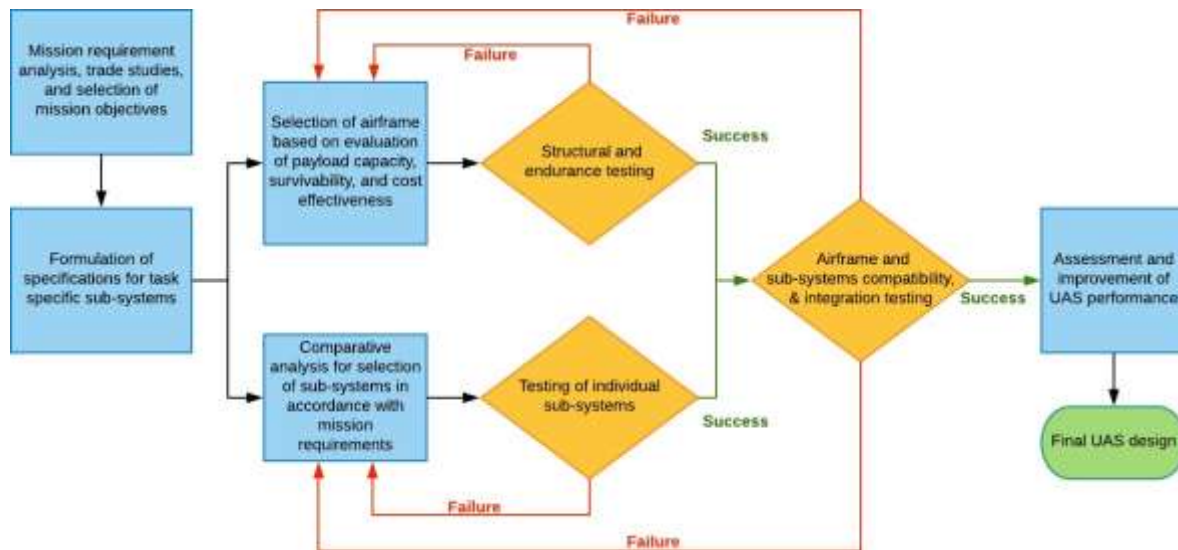 Failure
Mission requirement
analysis, trade studies,
and selection of
mission objectives
Failure
Selection of airframe
based on evaluation
of payload capacity,
survivability, and cost
effectiveness
Structural and
endurance testing
Success
Formulation of
specifications for task
specific sub-systems
Airframe and
sub-systems compatibility,
& integration testing
Success
Assessment and
improvement of
UAS performance
Comparative
analysis for selection
of sub-systems in
accordance with
mission
requirements
Testing of individual
sub-systems
Success
Final UAS design
Failure
Failure